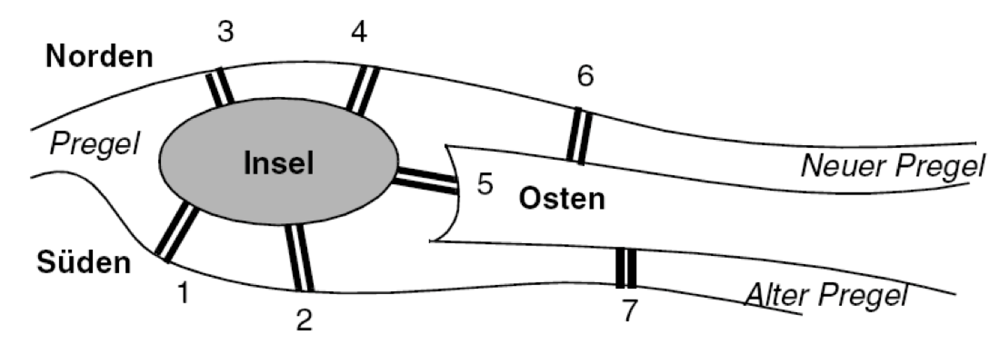 3
4
Norden
6
Pregel
Insel
Neuer Pregel
5
Osten
Süden
1
Alter Pregel
2
7